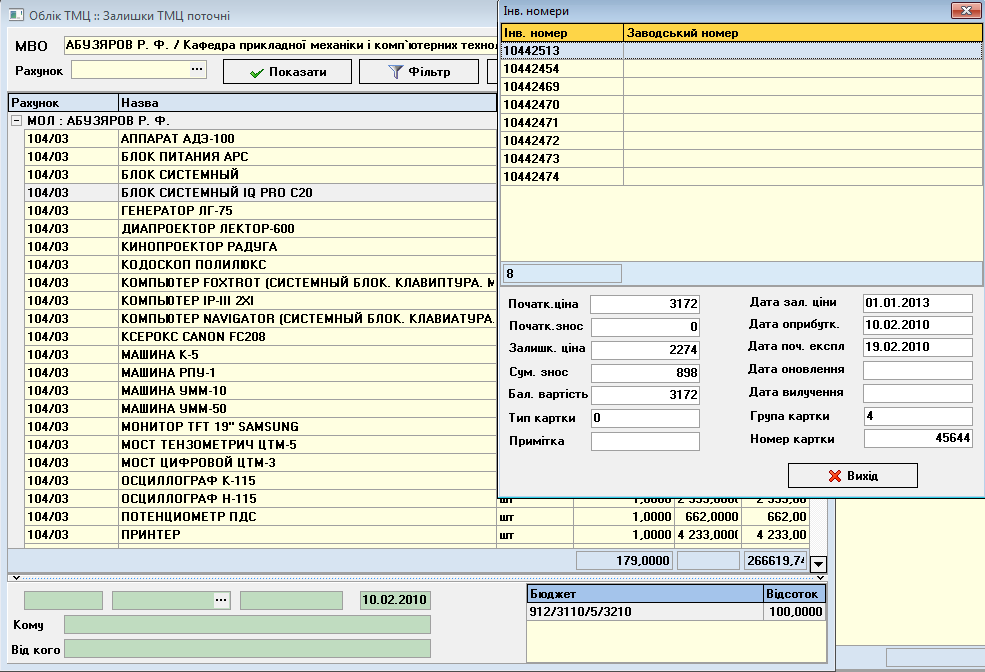 Облік ТМЦ :: Залишки ТМЦ поточні
МВО АБУЗЯРОВ Р. Ф. / Кафедра прикладної механіки і комп`ютерних техно
Рахунок ... Показати Фільтр
Рахунок Назва
МОЛ : АБУЗЯРОВ Р. Ф.
104/03 АППАРАТ АДЭ-100
104/03 БЛОК ПИТАНИЯ АРС
104/03 БЛОК СИСТЕМНЫЙ
104/03 БЛОК СИСТЕМНЫЙ IQ PRO C20
104/03 ГЕНЕРАТОР ЛГ-75
104/03 ДИАПРОЕКТОР ЛЕКТОР-600
104/03 КИНОПРОЕКТОР РАДУГА
104/03 КОДОСКОП ПОЛИЛЮКС
104/03 КОМПЬЮТЕР FOXTROT (СИСТЕМНЫЙ БЛОК. КЛАВИПТУРА.
104/03 КОМПЬЮТЕР IP-III 2XI
104/03 КОМПЬЮТЕР NAVIGATOR (СИСТЕМНЫЙ БЛОК. КЛАВИАТУРА.
104/03 КСЕРОКС CANON FC208
104/03 МАШИНА К-5
104/03 МАШИНА РПУ-1
104/03 МАШИНА УММ-10
104/03 МАШИНА УММ-50
104/03 МОНИТОР TFT 19" SAMSUNG
104/03 МОСТ ТЕНЗОМЕТРИЧ ЦТМ-5
104/03 МОСТ ЦИФРОВОЙ ЦТМ-3
104/03 ОСЦИЛЛОГРАФ К-115
104/03 ОСЦИЛЛОГРАФ Н-115 шт 1,0000 2 333,0000 2 333,00
104/03 ПОТЕНЦИОМЕТР ПДС шт 1,0000 662,0000 662,00
104/03 ПРИНТЕР шт 1,0000 4 233,000 4 233,00
179,0000 266619,74
... 10.02.2010
Кому
Від кого
Бюджет Відсоток
912/3110/5/3210 100,0000
Інв. номери
Інв. номер Заводський номер
10442513
10442454
10442469
10442470
10442471
10442472
10442473
10442474
8
Початк.ціна 3172 Дата зал. ціни 01.01.2013
Початк.знос 0 Дата оприбутк. 10.02.2010
Залишк. ціна 2274 Дата поч. експл 19.02.2010
Сум. знос 898 Дата оновлення
Бал. вартість 3172 Дата вилучення
Тип картки 0 Група картки 4
Примітка Номер картки 45644
Вихід